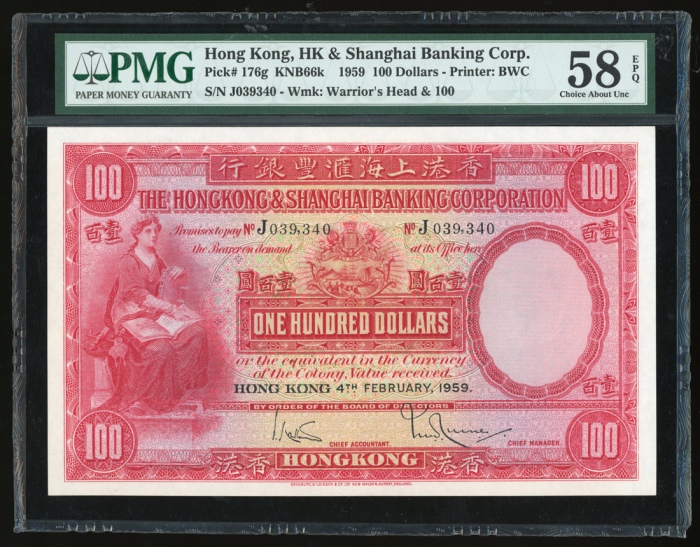 PMG
PAPER MONEY GUARANTY
Hong Kong, HK & Shanghai Banking Corp.
Pick# 176g KNB66k 1959 100 Dollars - Printer: BWC
S/N J039340 - Wmk: Warrior's Head & 100
58 EPQ
Choice About Unc
行銀豐滙海上港香
100 100
THE HONGKONG & SHANGHAI BANKING CORPORATION
Promises to pay Nº J 039,340 Nº J 039,340
百壹 百壹
the Bearer on demand at its Office here
圓百壹 圓百壹
ONE HUNDRED DOLLARS
or the equivalent in the Currency
of the Colony, Value received.
壹百
HONG KONG 4TH FEBRUARY, 1959.
BY ORDER OF THE BOARD OF DIRECTORS
CHIEF ACCOUNTANT. CHIEF MANAGER.
100 100
港香 HONGKONG 港香